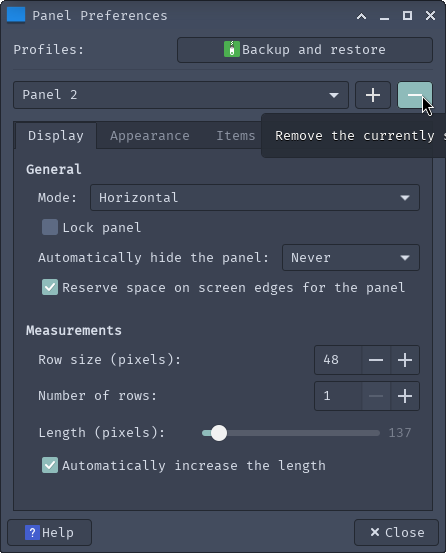 Panel Preferences
Profiles:
Backup and restore
Panel 2
Display Appearance Items
Remove the currently
General
Mode: Horizontal
Lock panel
Automatically hide the panel: Never
Reserve space on screen edges for the panel
Measurements
Row size (pixels): 48
Number of rows: 1
Length (pixels): 137
Automatically increase the length
? Help
Close